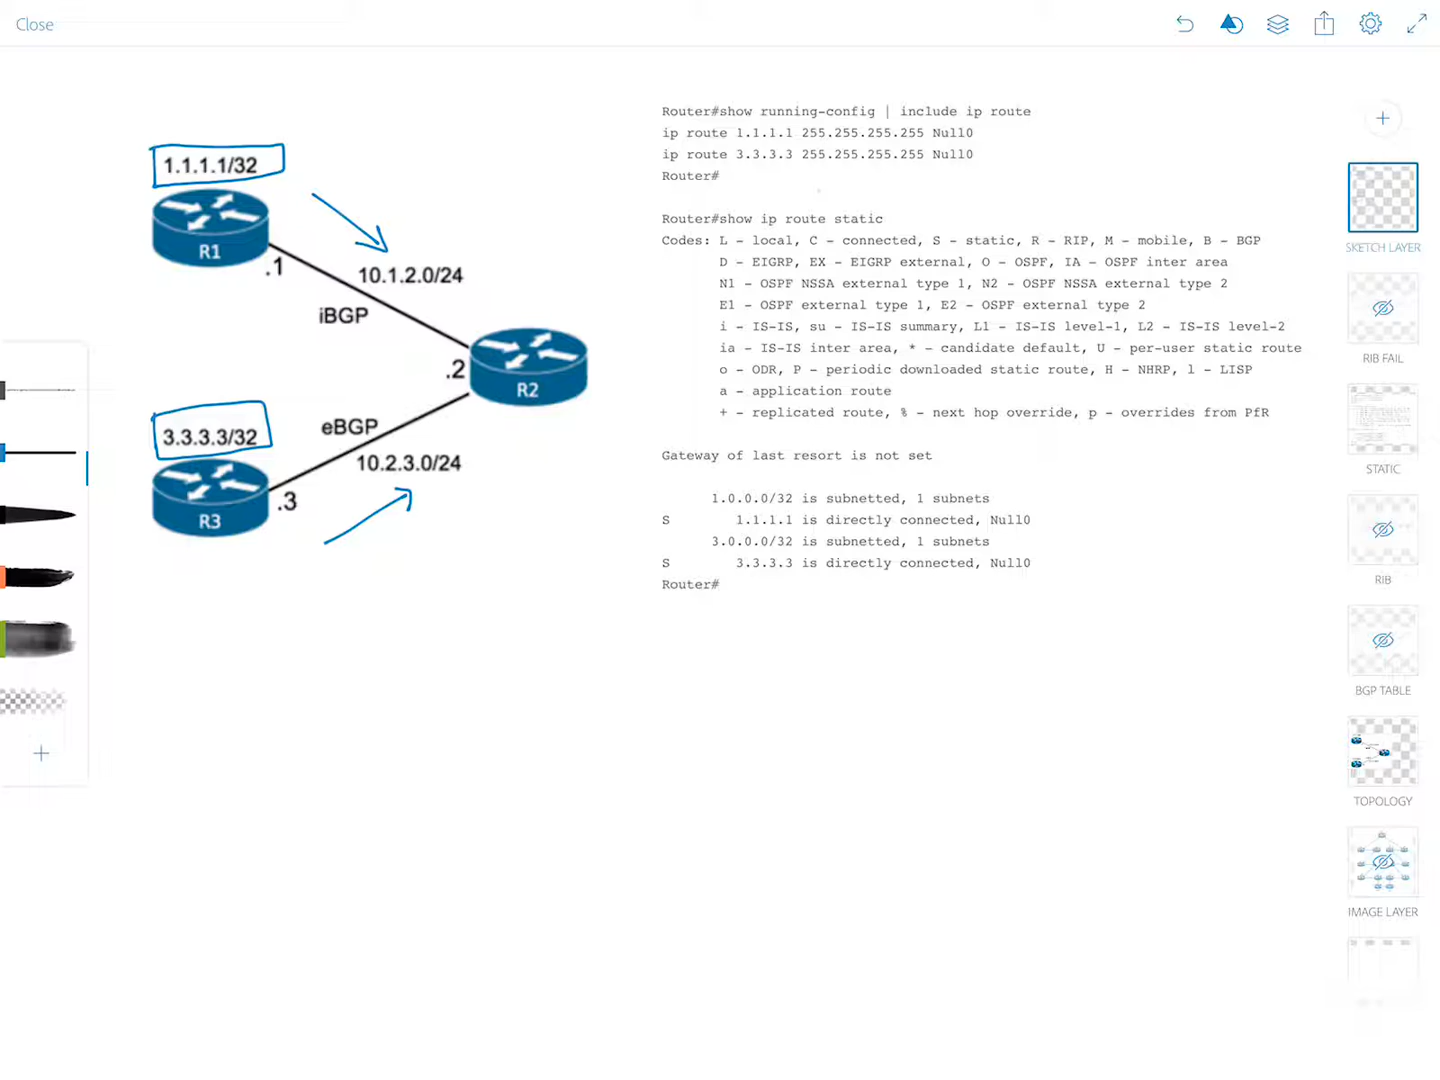 Close
1.1.1.1/32
R1
.1
10.1.2.0/24
iBGP
.2
R2
3.3.3.3/32
eBGP
10.2.3.0/24
R3
.3
Router#show running-config | include ip route
ip route 1.1.1.1 255.255.255.255 Null0
ip route 3.3.3.3 255.255.255.255 Null0
Router#
Router#show ip route static
Codes: L - local, C - connected, S - static, R - RIP, M - mobile, B - BGP
D - EIGRP, EX - EIGRP external, O - OSPF, IA - OSPF inter area
N1 - OSPF NSSA external type 1, N2 - OSPF NSSA external type 2
E1 - OSPF external type 1, E2 - OSPF external type 2
i - IS-IS, su - IS-IS summary, L1 - IS-IS level-1, L2 - IS-IS level-2
ia - IS-IS inter area, * - candidate default, U - per-user static route
o - ODR, P - periodic downloaded static route, H - NHRP, l - LISP
a - application route
+ - replicated route, % - next hop override, p - overrides from PfR
Gateway of last resort is not set
1.0.0.0/32 is subnetted, 1 subnets
S 1.1.1.1 is directly connected, Null0
3.0.0.0/32 is subnetted, 1 subnets
S 3.3.3.3 is directly connected, Null0
Router#
SKETCH LAYER
RIB FAIL
STATIC
RIB
BGP TABLE
TOPOLOGY
IMAGE LAYER